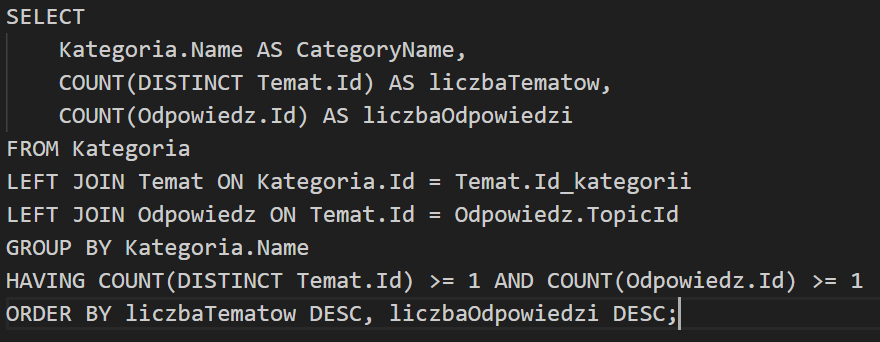 SELECT
Kategoria.Name AS CategoryName,
COUNT(DISTINCT Temat.Id) AS liczbaTematow,
COUNT(Odpowiedz.Id) AS liczbaOdpowiedzi
FROM Kategoria
LEFT JOIN Temat ON Kategoria.Id = Temat.Id_kategorii
LEFT JOIN Odpowiedz ON Temat.Id = Odpowiedz.TopicId
GROUP BY Kategoria.Name
HAVING COUNT(DISTINCT Temat.Id) >= 1 AND COUNT(Odpowiedz.Id) >= 1
ORDER BY liczbaTematow DESC, liczbaOdpowiedzi DESC;